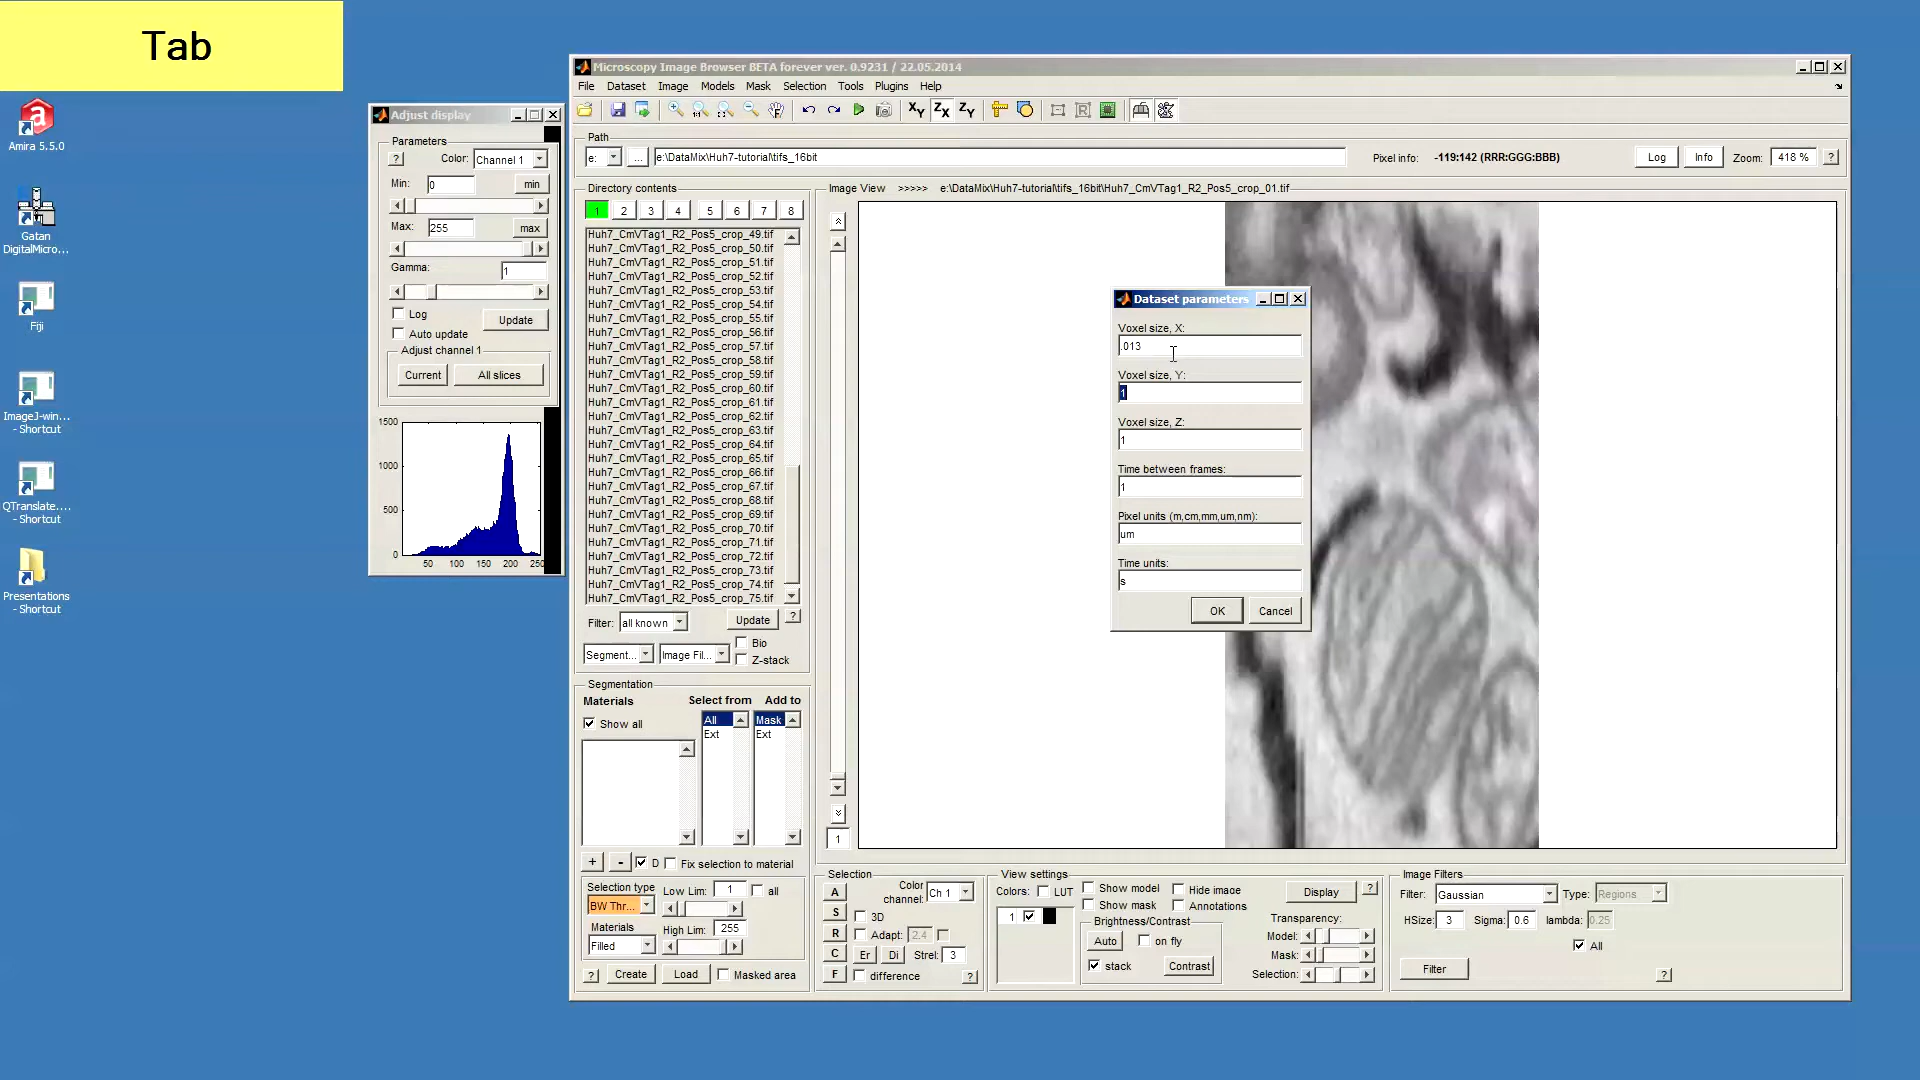 Tab
Amira 5.5.0
Gatan
DigitalMicro...
Fiji
ImageJ-win...
- Shortcut
QTranslate....
- Shortcut
Presentations
- Shortcut
Adjust display
Parameters
? Color: Channel 1
Min: 0 min
Max: 255 max
Gamma: 1
Log
Auto update
Update
Adjust channel 1
Current All slices
1500
1000
500
0
50 100 150 200 250
Microscopy Image Browser BETA forever ver. 0.9231 / 22.05.2014
File Dataset Image Models Mask Selection Tools Plugins Help
XY ZX ZY
Path
e: ... e:\DataMix\Huh7-tutorial\tifs_16bit
Pixel info: -119:142 (RRR:GGG:BBB)
Log Info Zoom: 418 % ?
Directory contents
1 2 3 4 5 6 7 8
Huh7_CmVTag1_R2_Pos5_crop_49.tif
Huh7_CmVTag1_R2_Pos5_crop_50.tif
Huh7_CmVTag1_R2_Pos5_crop_51.tif
Huh7_CmVTag1_R2_Pos5_crop_52.tif
Huh7_CmVTag1_R2_Pos5_crop_53.tif
Huh7_CmVTag1_R2_Pos5_crop_54.tif
Huh7_CmVTag1_R2_Pos5_crop_55.tif
Huh7_CmVTag1_R2_Pos5_crop_56.tif
Huh7_CmVTag1_R2_Pos5_crop_57.tif
Huh7_CmVTag1_R2_Pos5_crop_58.tif
Huh7_CmVTag1_R2_Pos5_crop_59.tif
Huh7_CmVTag1_R2_Pos5_crop_60.tif
Huh7_CmVTag1_R2_Pos5_crop_61.tif
Huh7_CmVTag1_R2_Pos5_crop_62.tif
Huh7_CmVTag1_R2_Pos5_crop_63.tif
Huh7_CmVTag1_R2_Pos5_crop_64.tif
Huh7_CmVTag1_R2_Pos5_crop_65.tif
Huh7_CmVTag1_R2_Pos5_crop_66.tif
Huh7_CmVTag1_R2_Pos5_crop_67.tif
Huh7_CmVTag1_R2_Pos5_crop_68.tif
Huh7_CmVTag1_R2_Pos5_crop_69.tif
Huh7_CmVTag1_R2_Pos5_crop_70.tif
Huh7_CmVTag1_R2_Pos5_crop_71.tif
Huh7_CmVTag1_R2_Pos5_crop_72.tif
Huh7_CmVTag1_R2_Pos5_crop_73.tif
Huh7_CmVTag1_R2_Pos5_crop_74.tif
Huh7_CmVTag1_R2_Pos5_crop_75.tif
Filter: all known Update ?
Segment... Image Fil... Bio
Z-stack
Image View >>>>> e:\DataMix\Huh7-tutorial\tifs_16bit\Huh7_CmVTag1_R2_Pos5_crop_01.tif
1
Dataset parameters
Voxel size, X:
.013
Voxel size, Y:
1
Voxel size, Z:
1
Time between frames:
1
Pixel units (m,cm,mm,um,nm):
um
Time units:
s
OK Cancel
Segmentation
Materials Select from Add to
Show all
All
Ext
Mask
Ext
+ - D Fix selection to material
Selection type
BW Thr...
Low Lim: 1 all
High Lim: 255
Materials
Filled
? Create Load Masked area
Selection
A
S
R
C
F
Color
channel: Ch 1
3D
Adapt: 2.4
Er Di Strel: 3
difference ?
View settings
Colors: LUT
1
Show model
Show mask
Hide image
Annotations
Display ?
Brightness/Contrast
Auto on fly
stack Contrast
Transparency:
Model:
Mask:
Selection:
Image Filters
Filter: Gaussian Type: Regions
HSize: 3 Sigma: 0.6 lambda: 0.25
All
Filter ?